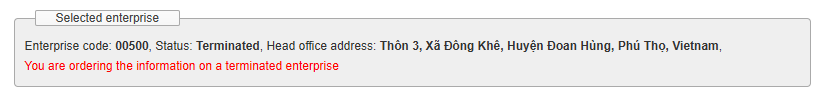 Selected enterprise
Enterprise code: 00500, Status: Terminated, Head office address: Thôn 3, Xã Đông Khê, Huyện Đoan Hùng, Phú Thọ, Vietnam,
You are ordering the information on a terminated enterprise